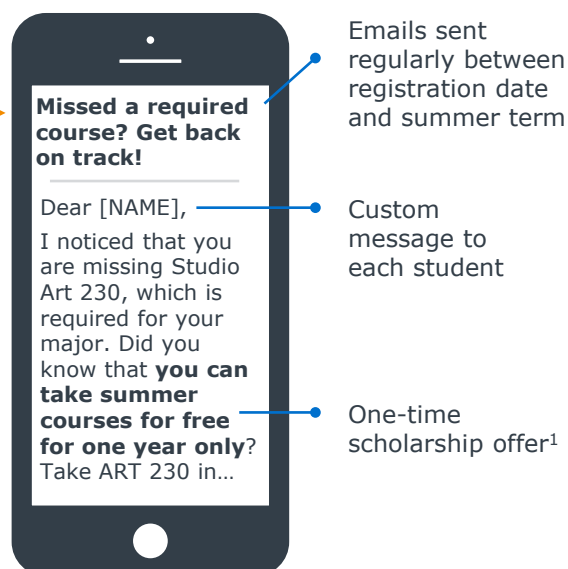 Missed a required
course? Get back
on track!
Dear [NAME],
I noticed that you
are missing Studio
Art 230, which is
required for your
major. Did you
know that you can
take summer
courses for free
for one year only?
Take ART 230 in…
Emails sent
regularly between
registration date
and summer term
Custom
message to
each student
One-time
scholarship offer1